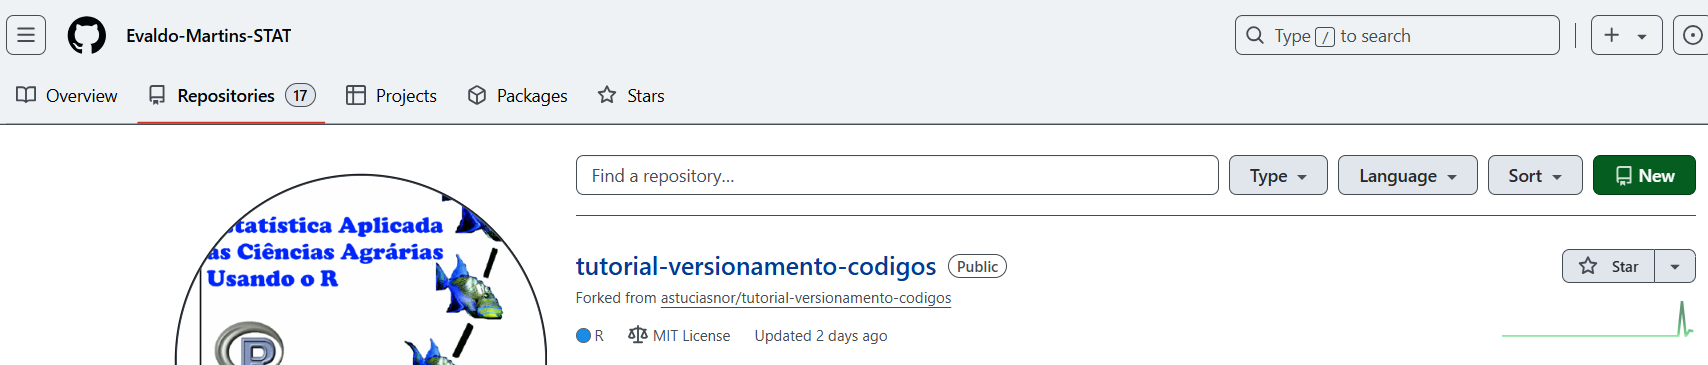 Evaldo-Martins-STAT
Type / to search
Overview
Repositories 17
Projects
Packages
Stars
Find a repository...
Type
Language
Sort
New
tatística Aplicada
as Ciências Agrárias
Usando o R
R
tutorial-versionamento-codigos Public
Star
Forked from astuciasnor/tutorial-versionamento-codigos
R MIT License Updated 2 days ago